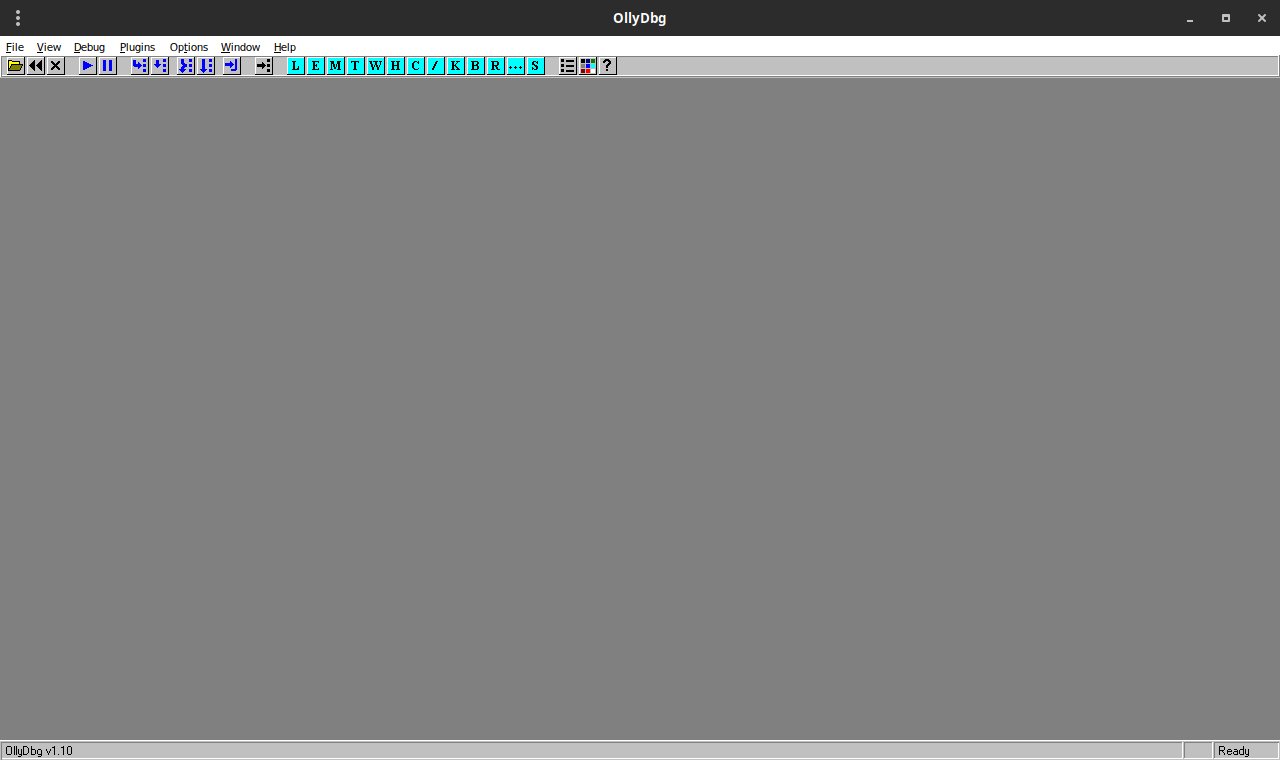 OllyDbg
File View Debug Plugins Options Window Help
L E M T W H C / K B R ... S ?
OllyDbg v1.10 Ready